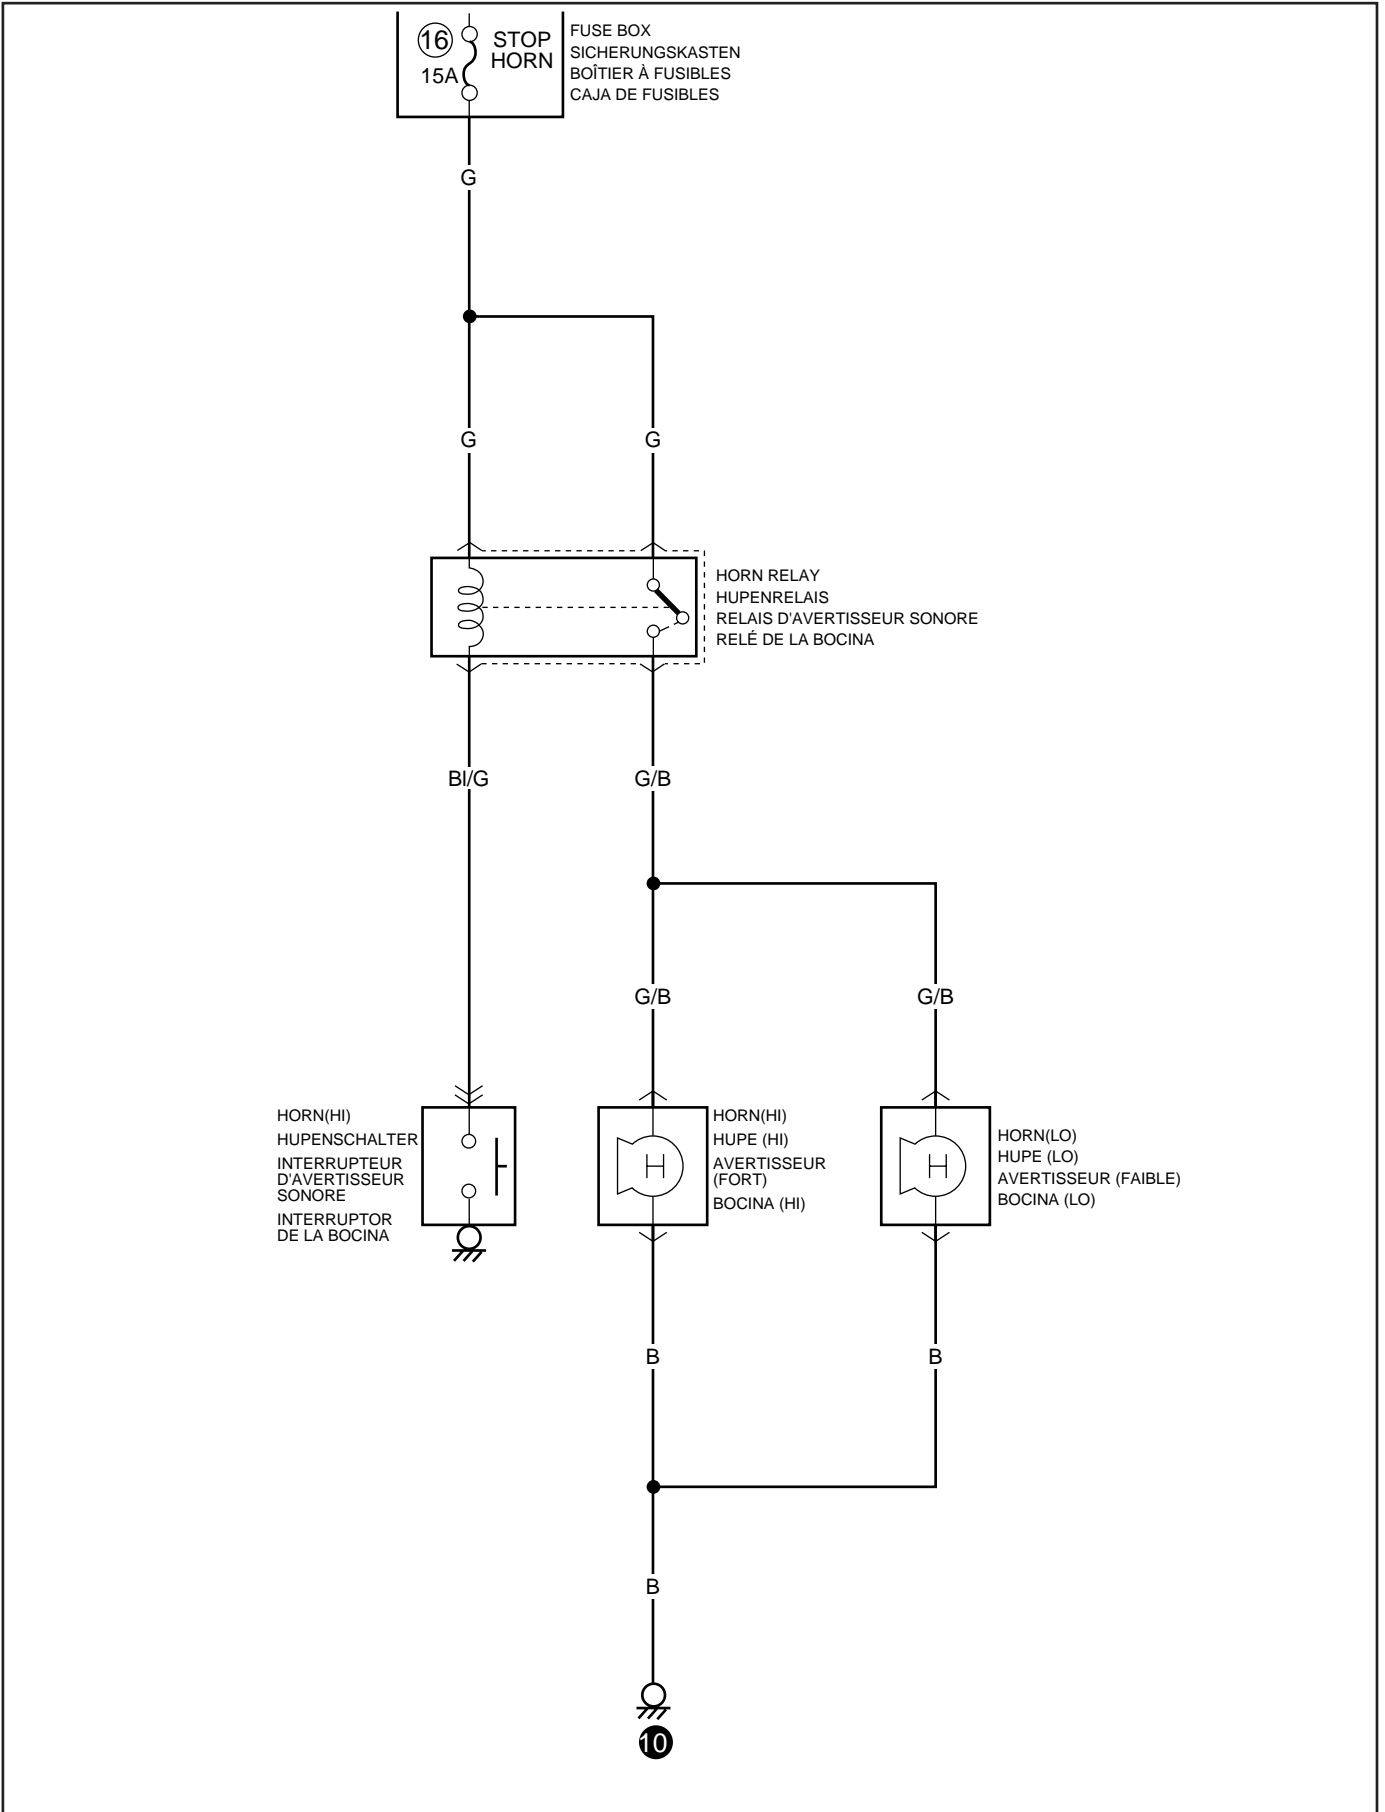 16
15A
STOP
HORN
FUSE BOX
SICHERUNGSKASTEN
BOÎTIER À FUSIBLES
CAJA DE FUSIBLES
G
G
G
HORN RELAY
HUPENRELAIS
RELAIS D'AVERTISSEUR SONORE
RELÉ DE LA BOCINA
Bl/G
G/B
G/B
G/B
HORN(HI)
HUPENSCHALTER
INTERRUPTEUR
D'AVERTISSEUR
SONORE
INTERRUPTOR
DE LA BOCINA
H
HORN(HI)
HUPE (HI)
AVERTISSEUR
(FORT)
BOCINA (HI)
H
HORN(LO)
HUPE (LO)
AVERTISSEUR (FAIBLE)
BOCINA (LO)
B
B
B
10